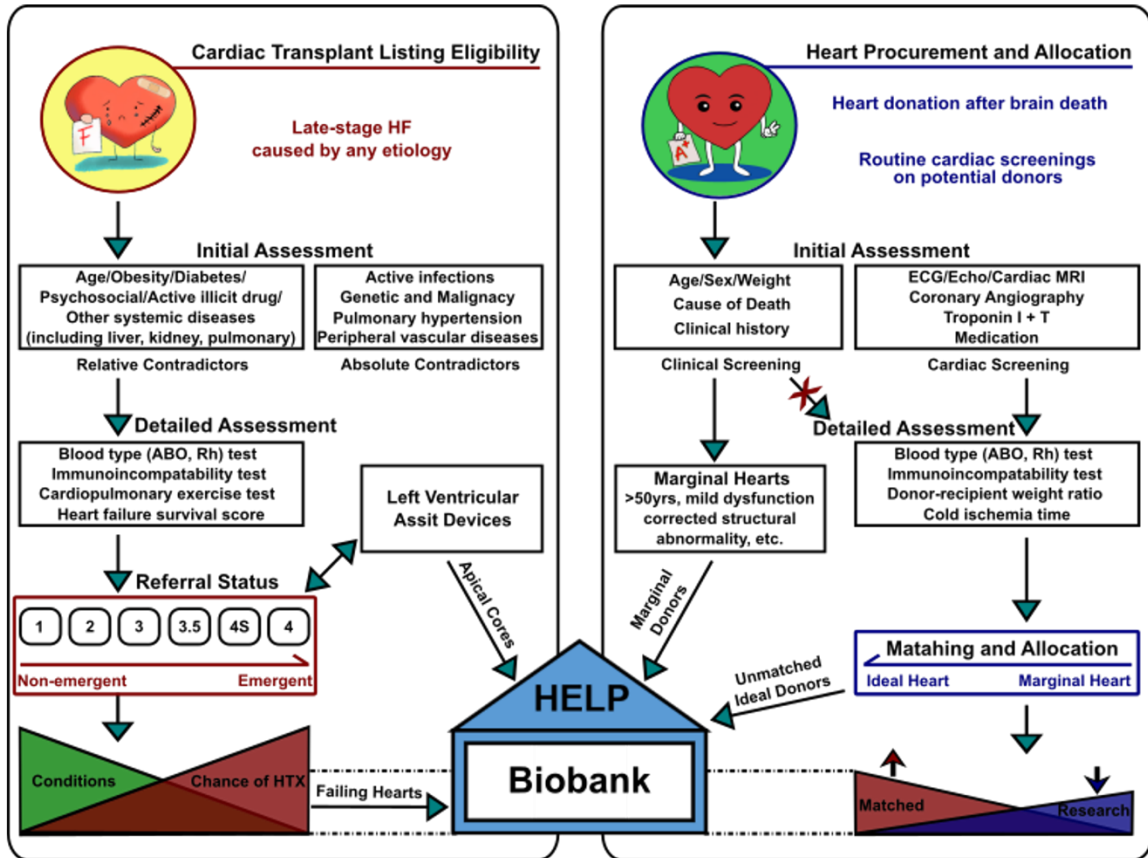 Cardiac Transplant Listing Eligibility
F
Late-stage HF
caused by any etiology
Initial Assessment
Age/Obesity/Diabetes/
Psychosocial/Active illicit drug/
Other systemic diseases
(including liver, kidney, pulmonary)
Active infections
Genetic and Malignacy
Pulmonary hypertension
Peripheral vascular diseases
Relative Contradictors
Absolute Contradictors
Detailed Assessment
Blood type (ABO, Rh) test
Immunoincompatability test
Cardiopulmonary exercise test
Heart failure survival score
Left Ventricular
Assit Devices
Referral Status
1 2 3 3.5 4S 4
Non-emergent
Emergent
Conditions
Chance of HTX
Apical Cores
Failing Hearts
Heart Procurement and Allocation
A+
Heart donation after brain death
Routine cardiac screenings
on potential donors
Initial Assessment
Age/Sex/Weight
Cause of Death
Clinical history
ECG/Echo/Cardiac MRI
Coronary Angiography
Troponin I + T
Medication
Clinical Screening
Cardiac Screening
Detailed Assessment
Marginal Hearts
>50yrs, mild dysfunction
corrected structural
abnormality, etc.
Blood type (ABO, Rh) test
Immunoincompatability test
Donor-recipient weight ratio
Cold ischemia time
Marginal
Donors
Matahing and Allocation
Ideal Heart
Marginal Heart
Unmatched
Ideal Donors
Matched
Research
HELP
Biobank